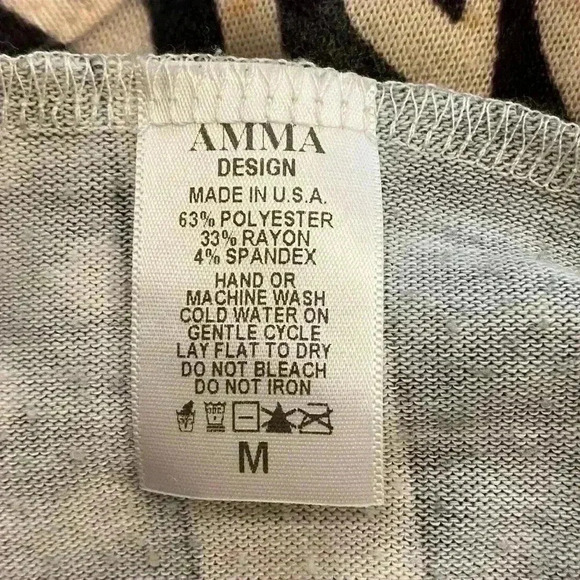 AMMA
DESIGN
MADE IN U.S.A.
63% POLYESTER
33% RAYON
4% SPANDEX
HAND OR
MACHINE WASH
COLD WATER ON
GENTLE CYCLE
LAY FLAT TO DRY
DO NOT BLEACH
DO NOT IRON
M